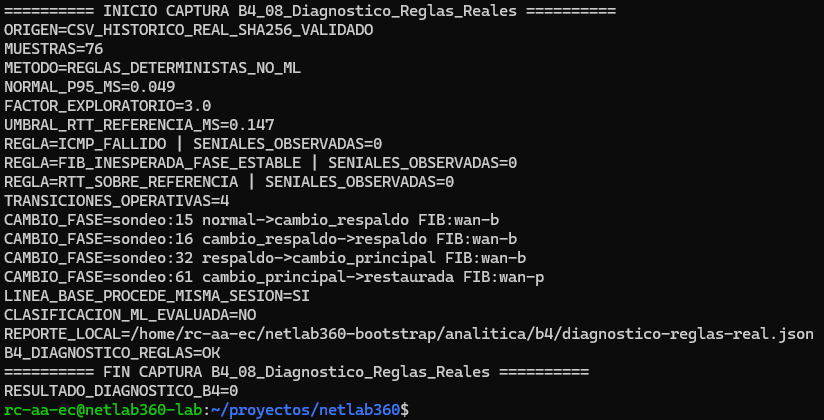 ========== INICIO CAPTURA B4_08_Diagnostico_Reglas_Reales ==========
ORIGEN=CSV_HISTORICO_REAL_SHA256_VALIDADO
MUESTRAS=76
METODO=REGLAS_DETERMINISTAS_NO_ML
NORMAL_P95_MS=0.049
FACTOR_EXPLORATORIO=3.0
UMBRAL_RTT_REFERENCIA_MS=0.147
REGLA=ICMP_FALLIDO | SENIALES_OBSERVADAS=0
REGLA=FIB_INESPERADA_FASE_ESTABLE | SENIALES_OBSERVADAS=0
REGLA=RTT_SOBRE_REFERENCIA | SENIALES_OBSERVADAS=0
TRANSICIONES_OPERATIVAS=4
CAMBIO_FASE=sondeo:15 normal->cambio_respaldo FIB:wan-b
CAMBIO_FASE=sondeo:16 cambio_respaldo->respaldo FIB:wan-b
CAMBIO_FASE=sondeo:32 respaldo->cambio_principal FIB:wan-b
CAMBIO_FASE=sondeo:61 cambio_principal->restaurada FIB:wan-p
LINEA_BASE_PROCEDE_MISMA_SESION=SI
CLASIFICACION_ML_EVALUADA=NO
REPORTE_LOCAL=/home/rc-aa-ec/netlab360-bootstrap/analitica/b4/diagnostico-reglas-real.json
B4_DIAGNOSTICO_REGLAS=OK
========== FIN CAPTURA B4_08_Diagnostico_Reglas_Reales ==========
RESULTADO_DIAGNOSTICO_B4=0
rc-aa-ec@netlab360-lab:~/proyectos/netlab360$